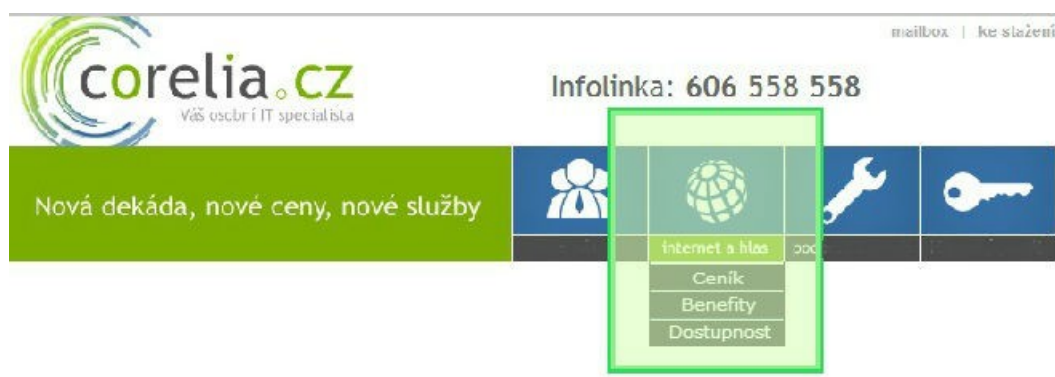 mailbox | ke stažení
corelia.cz
Váš osobní IT specialista
Infolinka: 606 558 558
Nová dekáda, nové ceny, nové služby
internet a hlas
Ceník
Benefity
Dostupnost